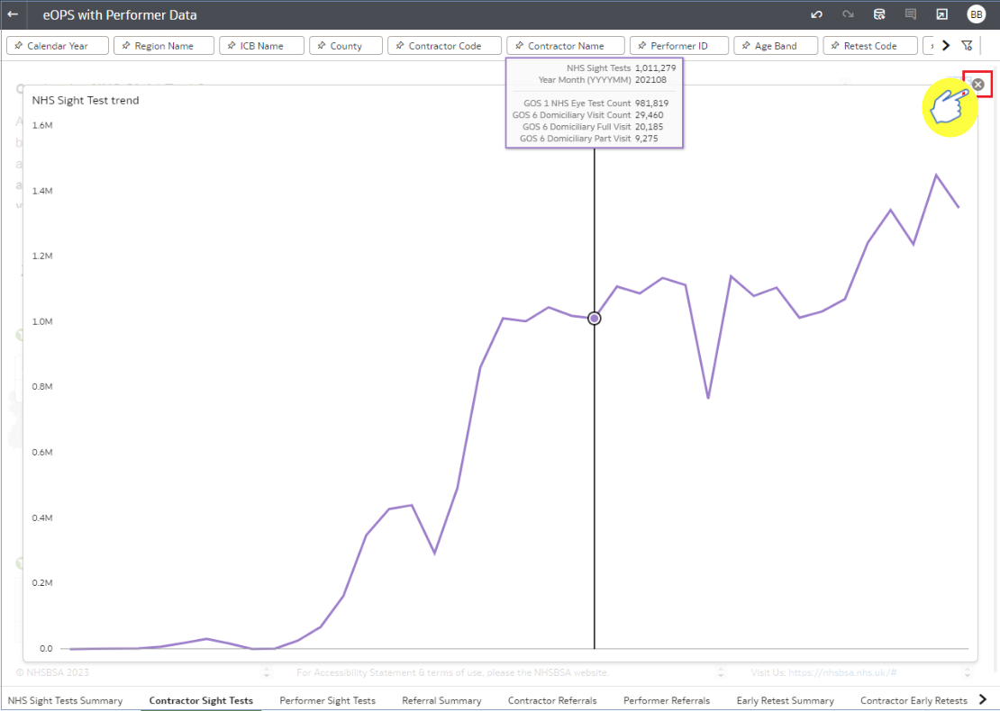 eOPS with Performer Data
BB
Calendar Year
Region Name
ICB Name
County
Contractor Code
Contractor Name
Performer ID
Age Band
Retest Code
NHS Sight Tests 1,011,279
Year Month (YYYYMM) 202108
GOS 1 NHS Eye Test Count 981,819
GOS 6 Domiciliary Visit Count 29,460
GOS 6 Domiciliary Full Visit 20,185
GOS 6 Domiciliary Part Visit 9,275
NHS Sight Test trend
1.6M
1.4M
1.2M
1.0M
0.8M
0.6M
0.4M
0.2M
0.0
© NHSBSA 2023
For Accessibility Statement & terms of use, please the NHSBSA website.
Visit Us: https://nhsbsa.nhs.uk/#
NHS Sight Tests Summary
Contractor Sight Tests
Performer Sight Tests
Referral Summary
Contractor Referrals
Performer Referrals
Early Retest Summary
Contractor Early Retests